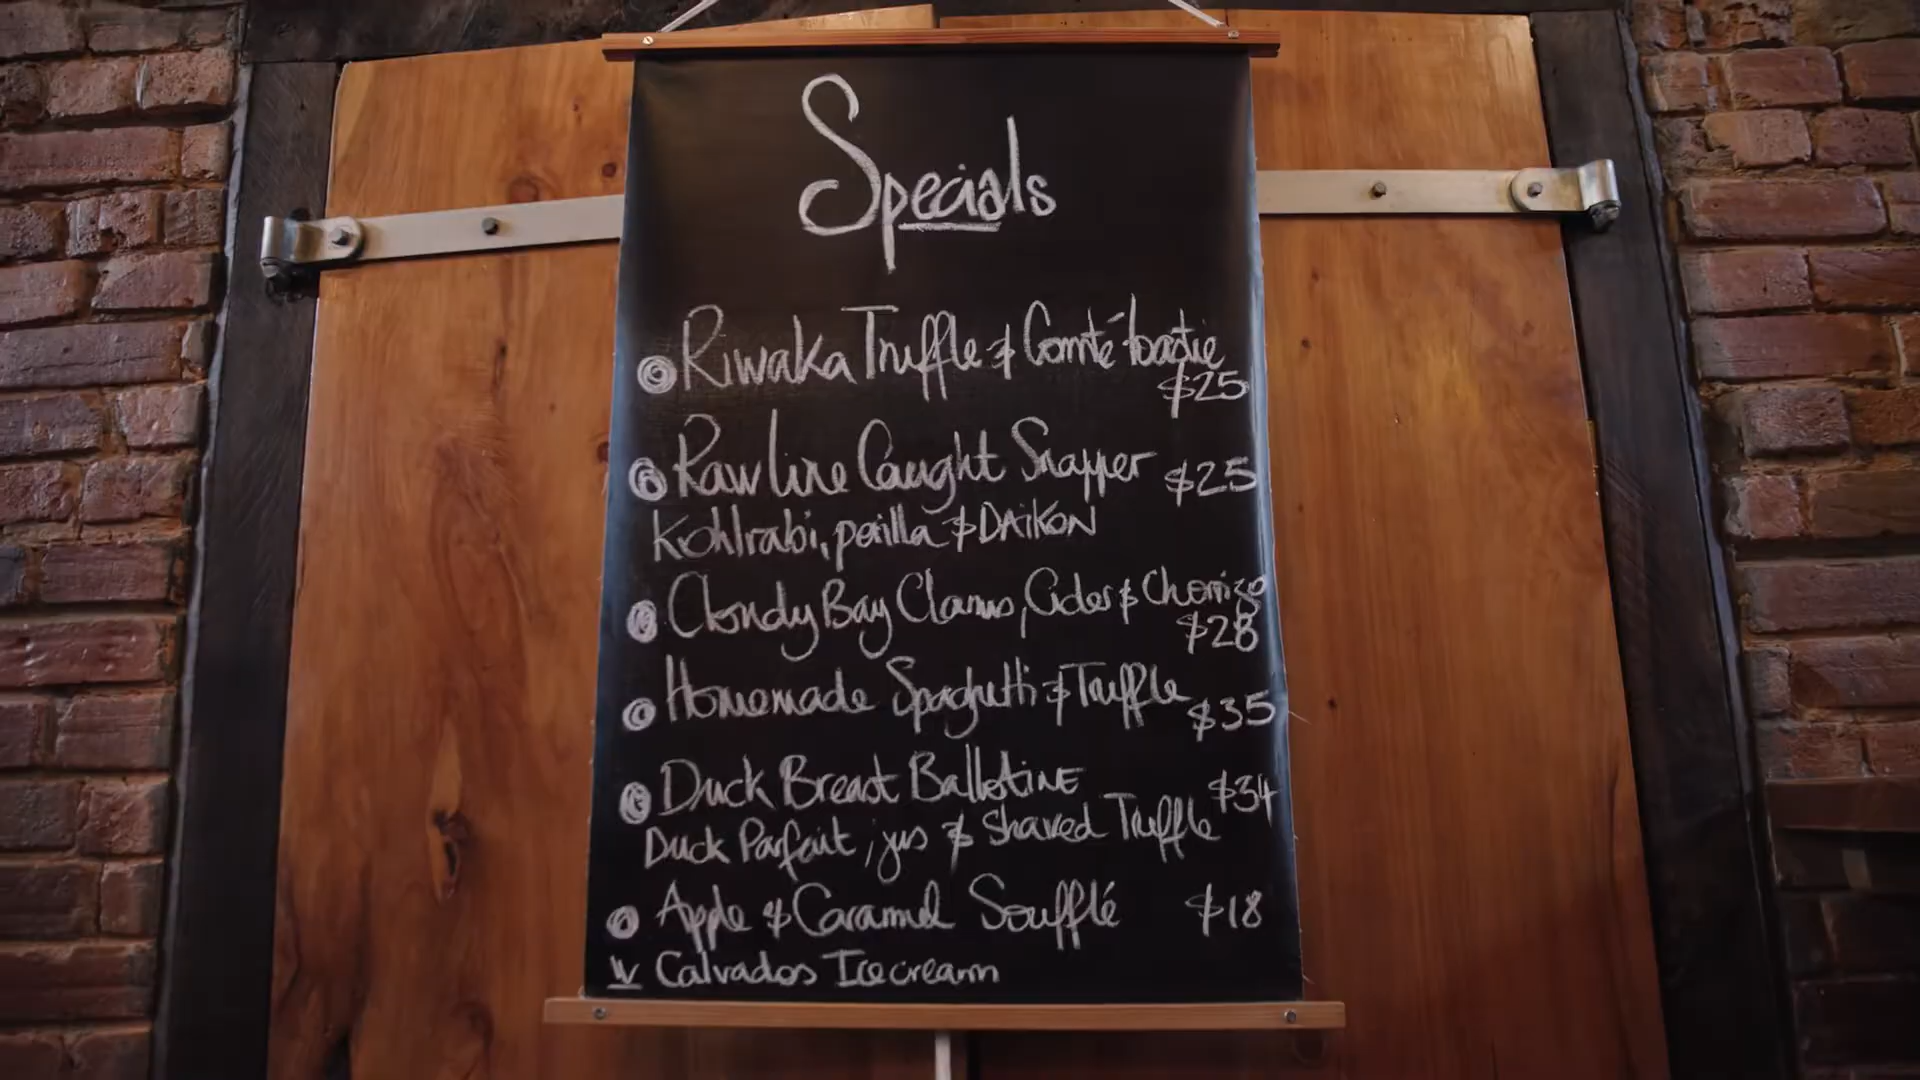 Specials
Riwaka Truffle & Comté toastie
$25
Raw line Caught Snapper $25
Kohlrabi, perilla & DAIKON
Cloudy Bay Clams, Cider & Chorrizo
$28
Homemade Spaghetti & Truffle $35
Duck Breast BallotiNE $34
Duck Parfait, jus & Shaved Truffle
Apple & Caramel Soufflé $18
W Calvados Icecream